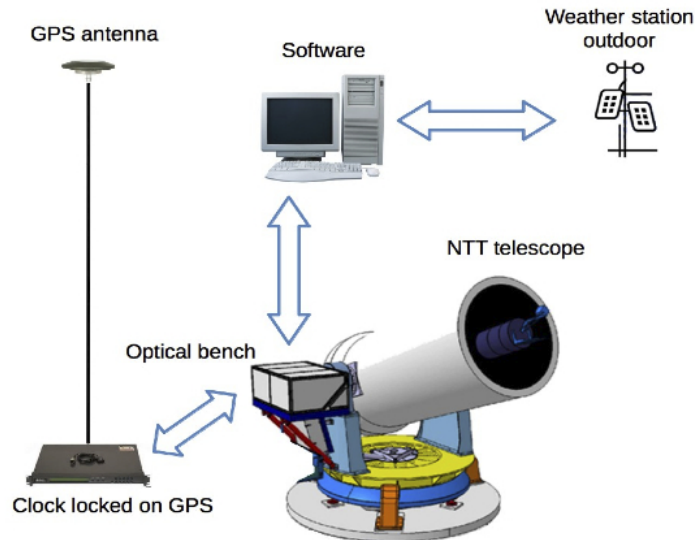 GPS antenna
Software
Weather station
outdoor
NTT telescope
Optical bench
Clock locked on GPS